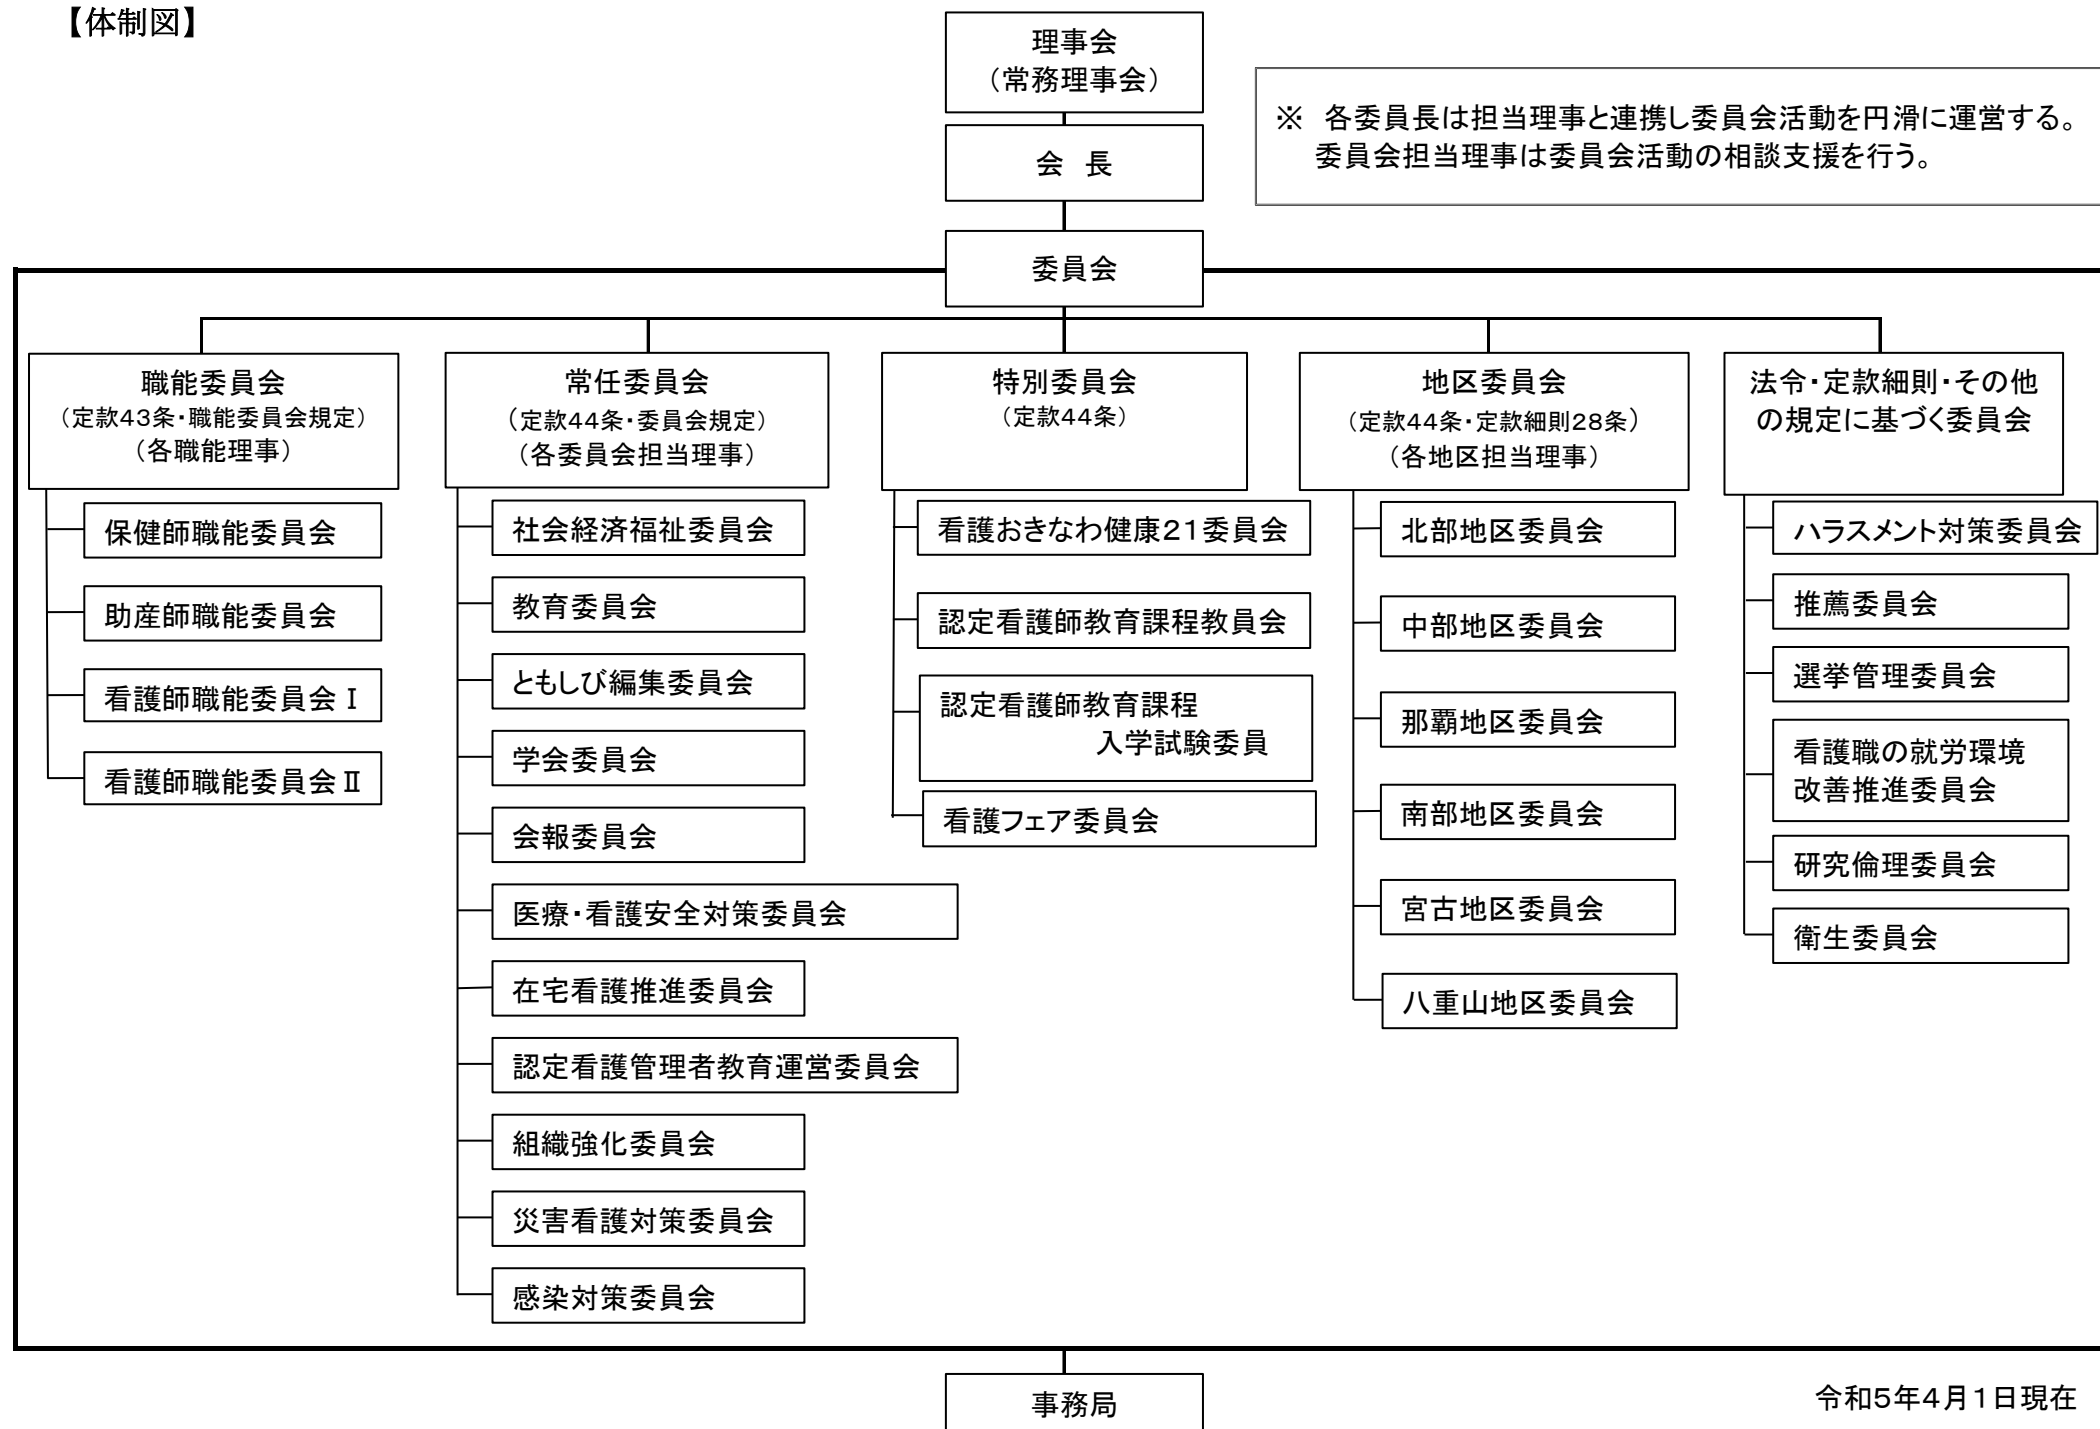 【体制図】
理事会
（常務理事会）
※　各委員長は担当理事と連携し委員会活動を円滑に運営する。
委員会担当理事は委員会活動の相談支援を行う。
会　長
委員会
職能委員会
（定款43条・職能委員会規定）
（各職能理事）
保健師職能委員会
助産師職能委員会
看護師職能委員会Ⅰ
看護師職能委員会Ⅱ
常任委員会
（定款44条・委員会規定）
（各委員会担当理事）
社会経済福祉委員会
教育委員会
ともしび編集委員会
学会委員会
会報委員会
医療・看護安全対策委員会
在宅看護推進委員会
認定看護管理者教育運営委員会
組織強化委員会
災害看護対策委員会
感染対策委員会
特別委員会
（定款44条）
看護おきなわ健康21委員会
認定看護師教育課程教員会
認定看護師教育課程
入学試験委員
看護フェア委員会
地区委員会
（定款44条・定款細則28条）
（各地区担当理事）
北部地区委員会
中部地区委員会
那覇地区委員会
南部地区委員会
宮古地区委員会
八重山地区委員会
法令・定款細則・その他
の規定に基づく委員会
ハラスメント対策委員会
推薦委員会
選挙管理委員会
看護職の就労環境
改善推進委員会
研究倫理委員会
衛生委員会
事務局
令和5年4月1日現在